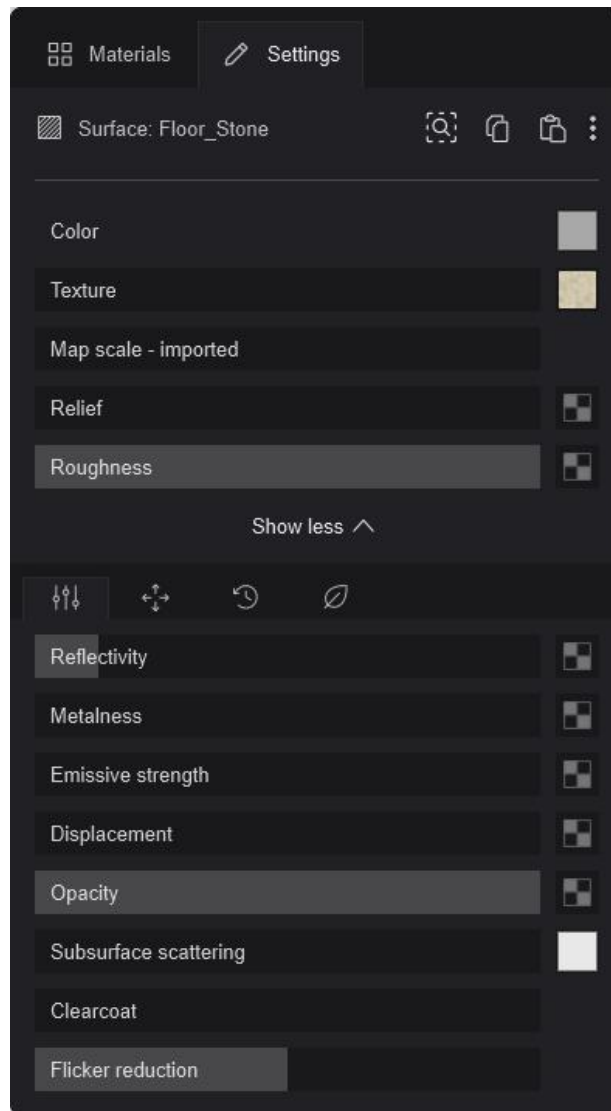 Materials
Settings
Surface: Floor_Stone
Color
Texture
Map scale - imported
Relief
Roughness
Show less
Reflectivity
Metalness
Emissive strength
Displacement
Opacity
Subsurface scattering
Clearcoat
Flicker reduction